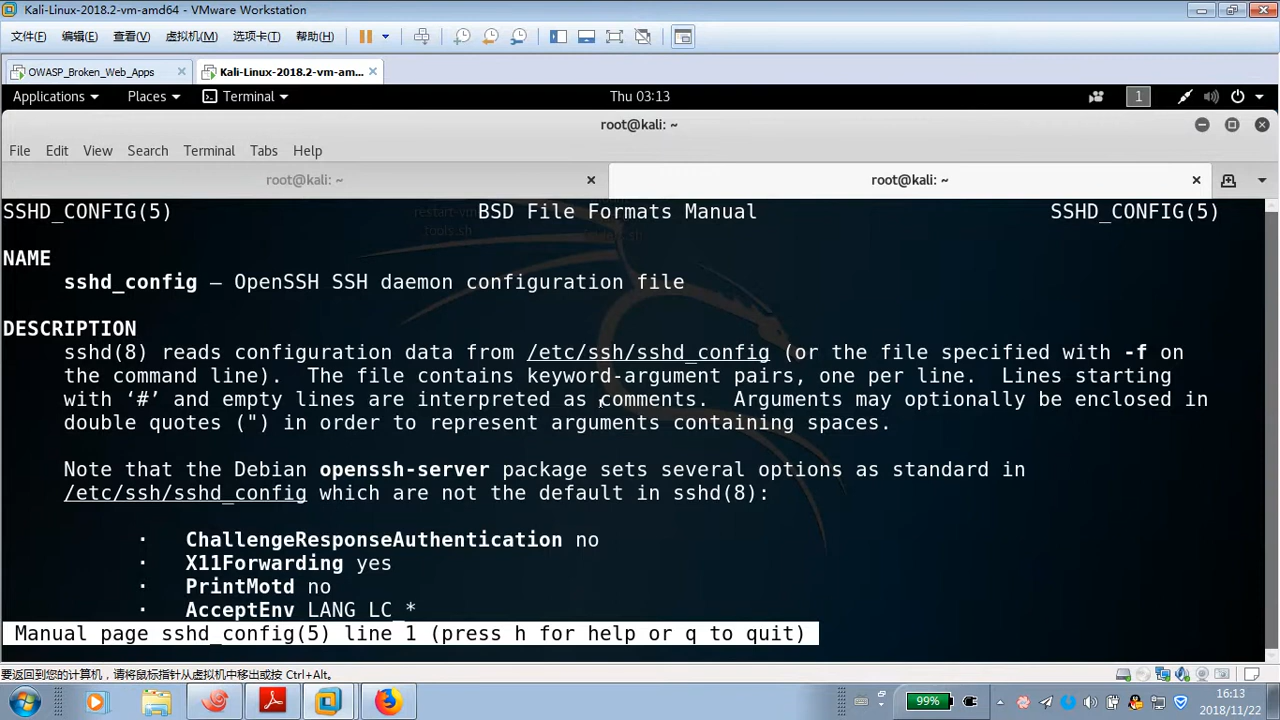 Kali-Linux-2018.2-vm-amd64 - VMware Workstation
文件(F) 编辑(E) 查看(V) 虚拟机(M) 选项卡(T) 帮助(H)
OWASP_Broken_Web_Apps Kali-Linux-2018.2-vm-am...
Applications Places Terminal Thu 03:13 1
root@kali: ~
File Edit View Search Terminal Tabs Help
root@kali: ~ root@kali: ~
SSHD_CONFIG(5) BSD File Formats Manual SSHD_CONFIG(5)
NAME
sshd_config — OpenSSH SSH daemon configuration file
DESCRIPTION
sshd(8) reads configuration data from /etc/ssh/sshd_config (or the file specified with -f on
the command line). The file contains keyword-argument pairs, one per line. Lines starting
with ‘#’ and empty lines are interpreted as comments. Arguments may optionally be enclosed in
double quotes (") in order to represent arguments containing spaces.
Note that the Debian openssh-server package sets several options as standard in
/etc/ssh/sshd_config which are not the default in sshd(8):
· ChallengeResponseAuthentication no
· X11Forwarding yes
· PrintMotd no
· AcceptEnv LANG LC_*
Manual page sshd_config(5) line 1 (press h for help or q to quit)
要返回到您的计算机，请将鼠标指针从虚拟机中移出或按 Ctrl+Alt。
99% 16:13
2018/11/22